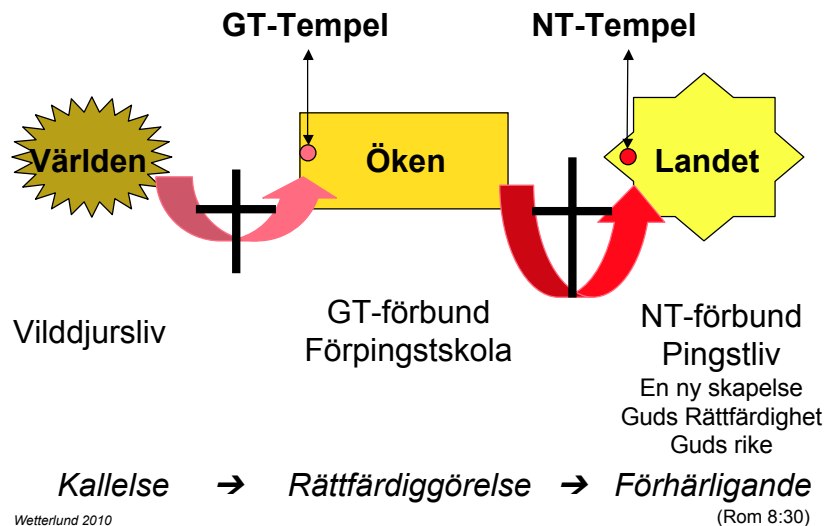 GT-Tempel
NT-Tempel
Världen
Öken
Landet
Vilddjursliv
GT-förbund
Förpingstskola
NT-förbund
Pingstliv
En ny skapelse
Guds Rättfärdighet
Guds rike
Kallelse ➔ Rättfärdiggörelse ➔ Förhärligande
(Rom 8:30)
Wetterlund 2010